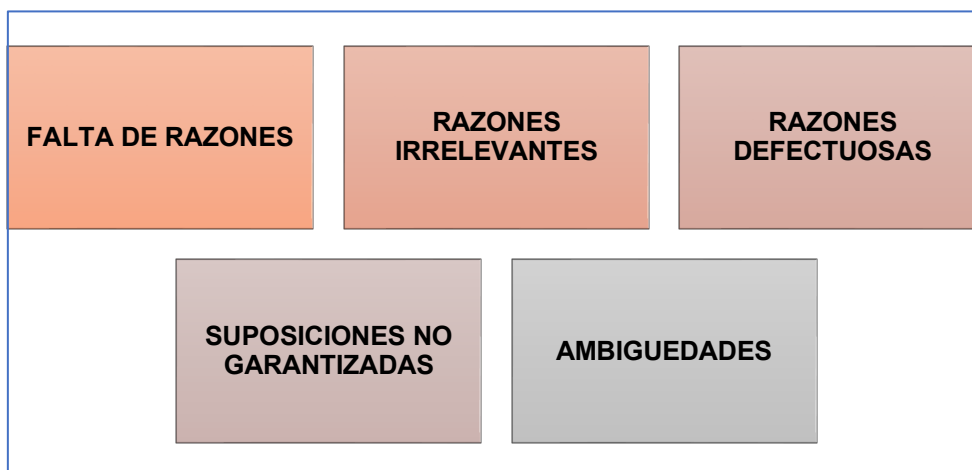 FALTA DE RAZONES
RAZONES
IRRELEVANTES
RAZONES
DEFECTUOSAS
SUPOSICIONES NO
GARANTIZADAS
AMBIGUEDADES